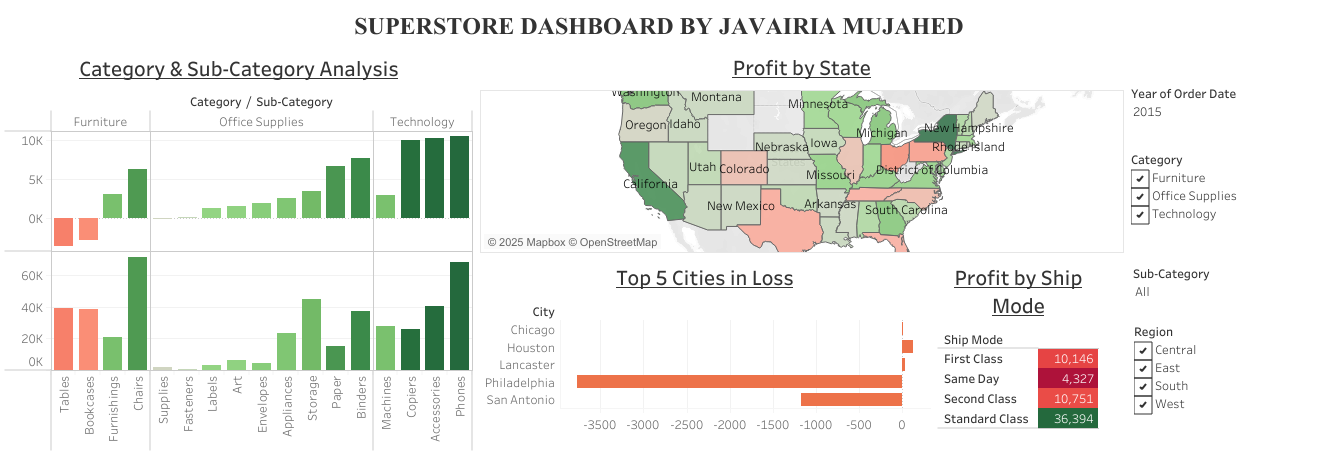 SUPERSTORE DASHBOARD BY JAVAIRIA MUJAHED
Category & Sub-Category Analysis
Category / Sub-Category
Furniture
Office Supplies
Technology
10K
5K
0K
60K
40K
20K
0K
Tables
Bookcases
Furnishings
Chairs
Supplies
Fasteners
Labels
Art
Envelopes
Appliances
Storage
Paper
Binders
Machines
Copiers
Accessories
Phones
Profit by State
Washington
Montana
Minnesota
Oregon
Idaho
Michigan
New Hampshire
Nebraska
Iowa
Rhode Island
Utah
Colorado
Missouri
District of Columbia
California
New Mexico
Arkansas
South Carolina
© 2025 Mapbox © OpenStreetMap
Top 5 Cities in Loss
City
Chicago
Houston
Lancaster
Philadelphia
San Antonio
-3500 -3000 -2500 -2000 -1500 -1000 -500 0
Profit by Ship
Mode
Ship Mode
First Class 10,146
Same Day 4,327
Second Class 10,751
Standard Class 36,394
Year of Order Date
2015
Category
Furniture
Office Supplies
Technology
Sub-Category
All
Region
Central
East
South
West